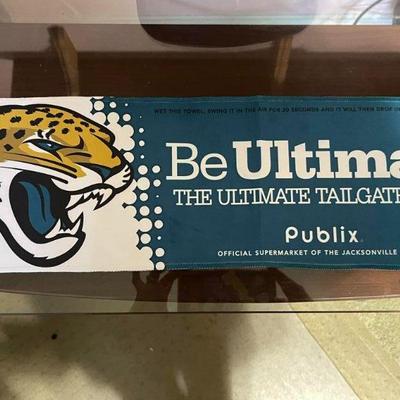 WET THIS TOWEL, SWING IT IN THE AIR FOR 20 SECONDS AND IT WILL THEN DROP
Be Ultima
THE ULTIMATE TAILGAT
Publix
OFFICIAL SUPERMARKET OF THE JACKSONVILLE